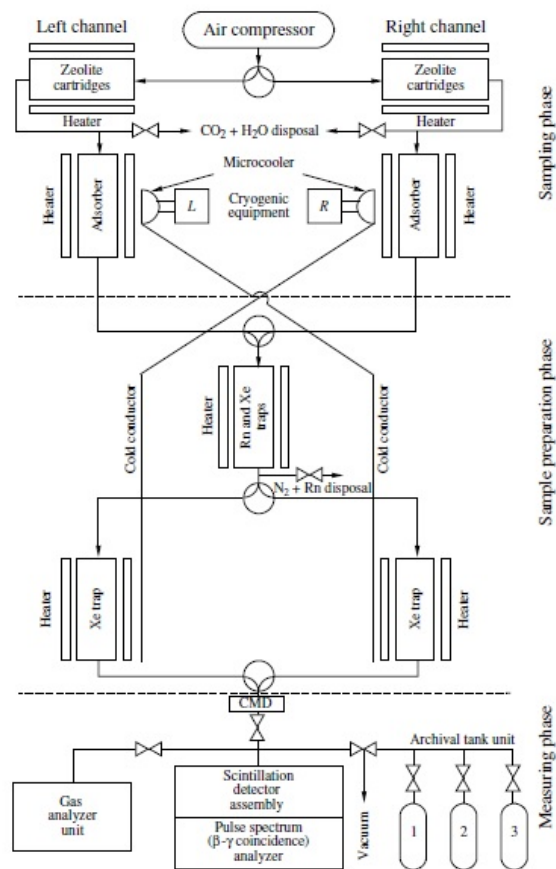 Left channel
Air compressor
Right channel
Zeolite
cartridges
Zeolite
cartridges
Heater
CO2 + H2O disposal
Heater
Sampling phase
Heater
Adsorber
Microcooler
L
Cryogenic
equipment
R
Adsorber
Heater
Cold conductor
Heater
Rn and Xe
traps
Cold conductor
Sample preparation phase
N2 + Rn disposal
Heater
Xe trap
Xe trap
Heater
CMD
Archival tank unit
Measuring phase
Gas
analyzer
unit
Scintillation
detector
assembly
Pulse spectrum
(β-γ coincidence)
analyzer
Vacuum
1
2
3